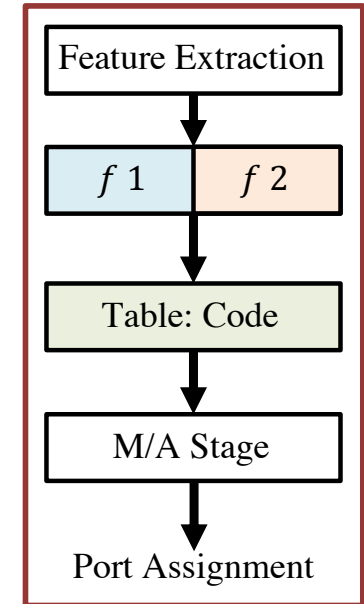 Feature Extraction
f 1 f 2
Table: Code
M/A Stage
Port Assignment